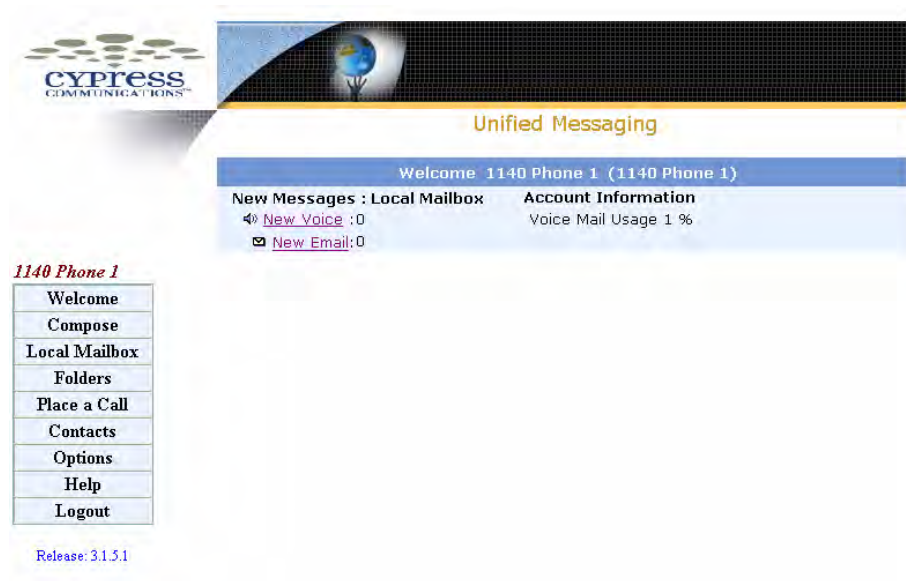 CYPRESS
COMMUNICATIONS™
Unified Messaging
Welcome 1140 Phone 1 (1140 Phone 1)
New Messages : Local Mailbox
New Voice :0
New Email:0
Account Information
Voice Mail Usage 1 %
1140 Phone 1
Welcome
Compose
Local Mailbox
Folders
Place a Call
Contacts
Options
Help
Logout
Release: 3.1.5.1